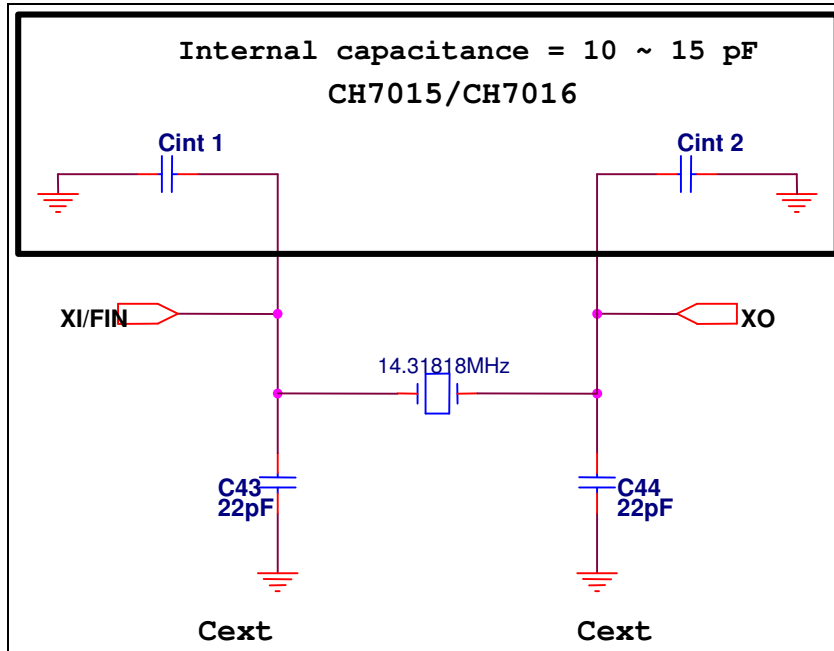 Internal capacitance = 10 ~ 15 pF
CH7015/CH7016
Cint 1
Cint 2
XI/FIN
XO
14.31818MHz
C43
22pF
C44
22pF
Cext
Cext